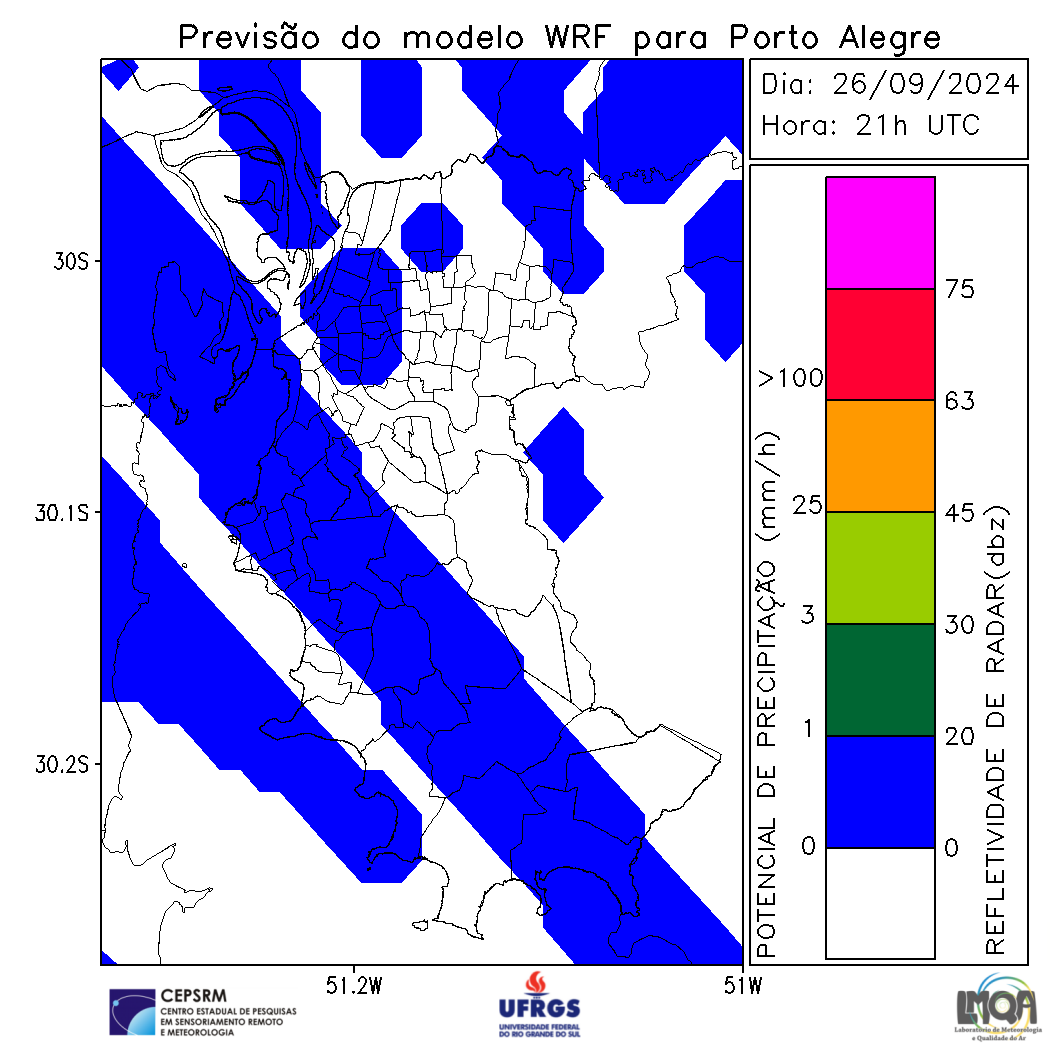 Previsão do modelo WRF para Porto Alegre
Dia: 26/09/2024
Hora: 21h UTC
30S
30.1S
30.2S
51.2W
51W
POTENCIAL DE PRECIPITAÇÃO (mm/h)
>100
25
3
1
0
75
63
45
30
20
0
REFLETIVIDADE DE RADAR(dbz)
CEPSRM
CENTRO ESTADUAL DE PESQUISAS
EM SENSORIAMENTO REMOTO
E METEOROLOGIA
UFRGS
UNIVERSIDADE FEDERAL
DO RIO GRANDE DO SUL
LMQA
Laboratório de Meteorologia
e Qualidade do Ar